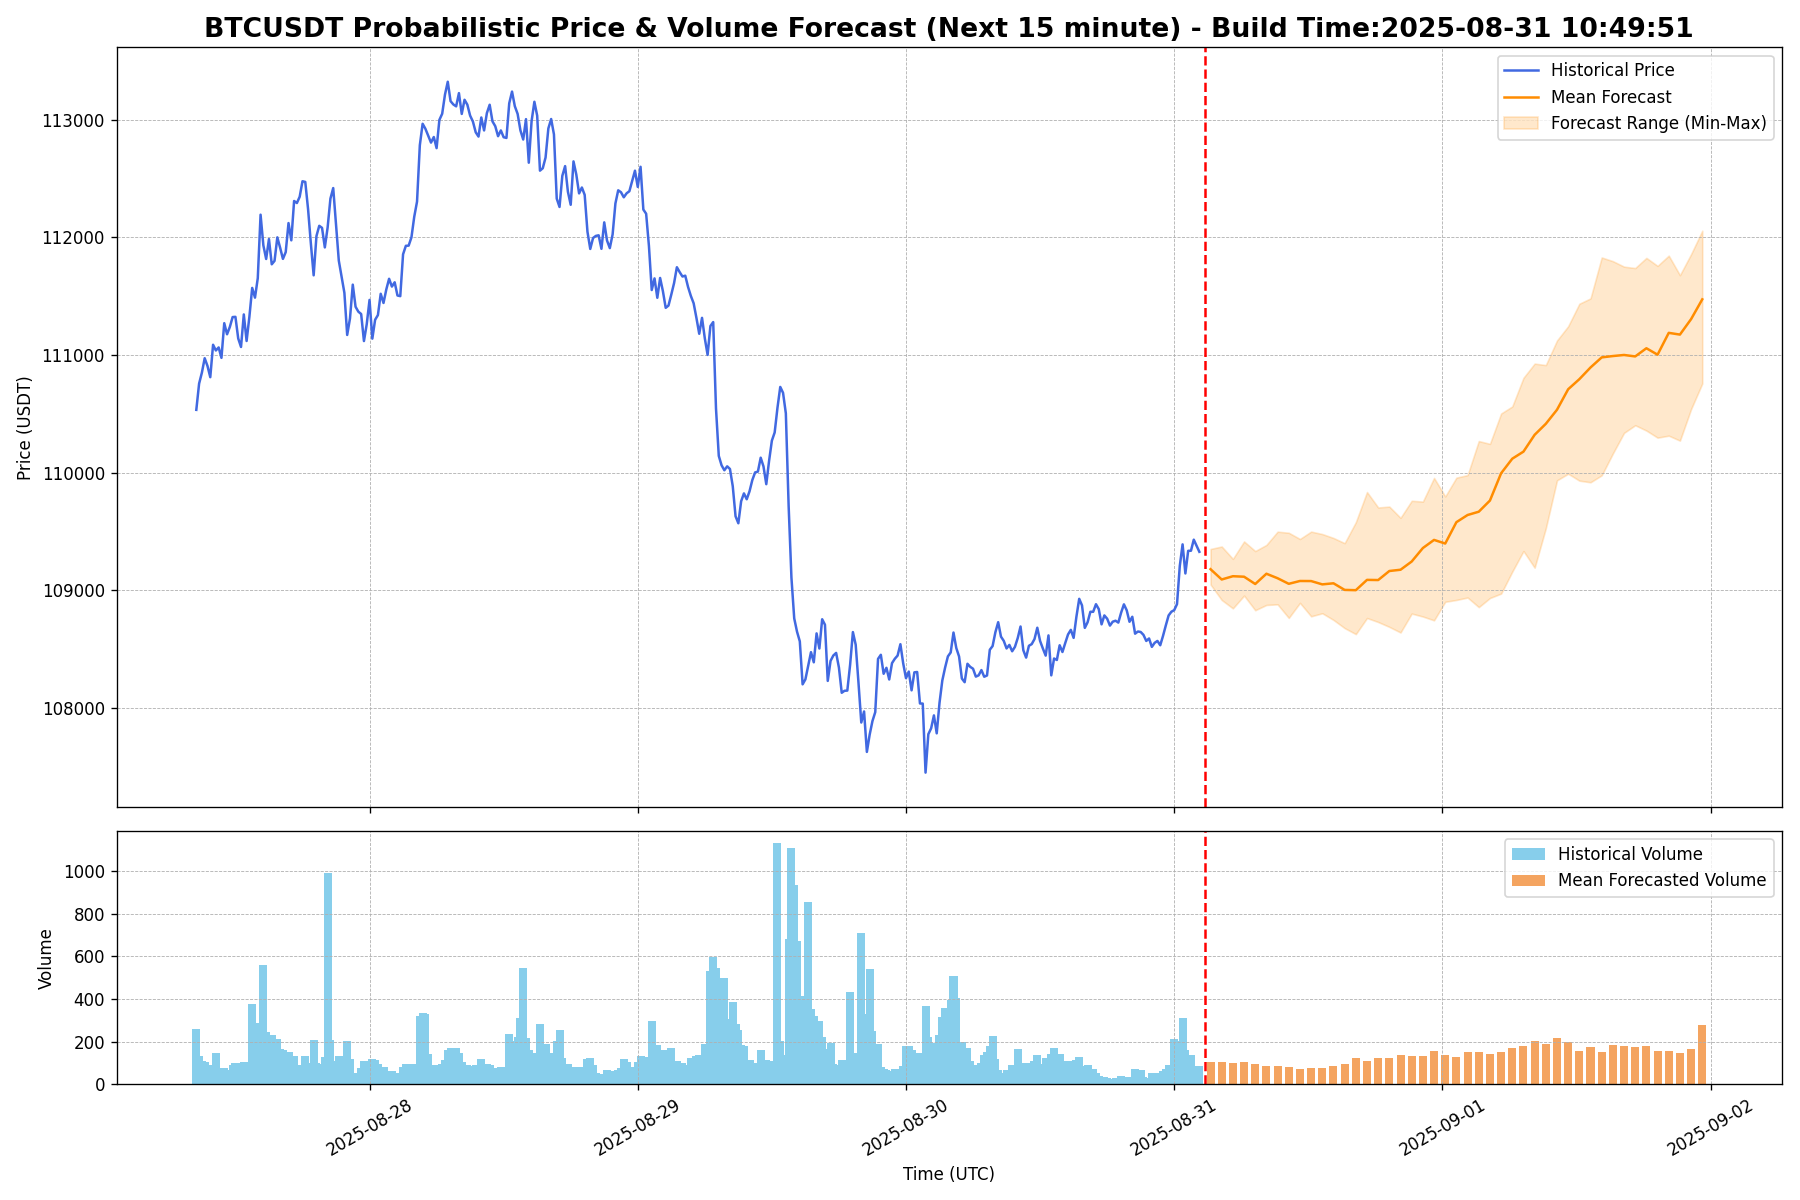 BTCUSDT Probabilistic Price & Volume Forecast (Next 15 minute) - Build Time:2025-08-31 10:49:51
Historical Price
Mean Forecast
Forecast Range (Min-Max)
113000
112000
111000
110000
109000
108000
Price (USDT)
Historical Volume
Mean Forecasted Volume
1000
800
600
400
200
0
Volume
2025-08-28
2025-08-29
2025-08-30
2025-08-31
2025-09-01
2025-09-02
Time (UTC)